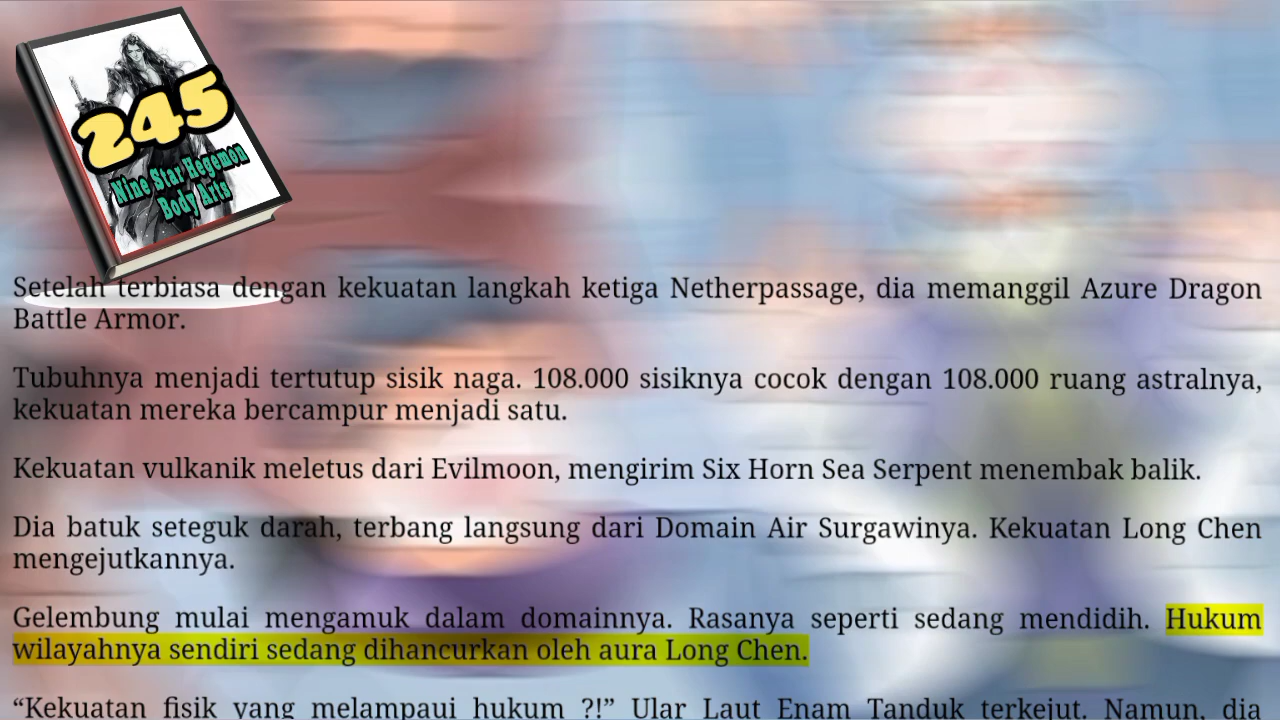 245
Nine Star Hegemon
Body Arts
Setelah terbiasa dengan kekuatan langkah ketiga Netherpassage, dia memanggil Azure Dragon
Battle Armor.
Tubuhnya menjadi tertutup sisik naga. 108.000 sisiknya cocok dengan 108.000 ruang astralnya,
kekuatan mereka bercampur menjadi satu.
Kekuatan vulkanik meletus dari Evilmoon, mengirim Six Horn Sea Serpent menembak balik.
Dia batuk seteguk darah, terbang langsung dari Domain Air Surgawinya. Kekuatan Long Chen
mengejutkannya.
Gelembung mulai mengamuk dalam domainnya. Rasanya seperti sedang mendidih. Hukum
wilayahnya sendiri sedang dihancurkan oleh aura Long Chen.
“Kekuatan fisik yang melampaui hukum ?!” Ular Laut Enam Tanduk terkejut. Namun, dia